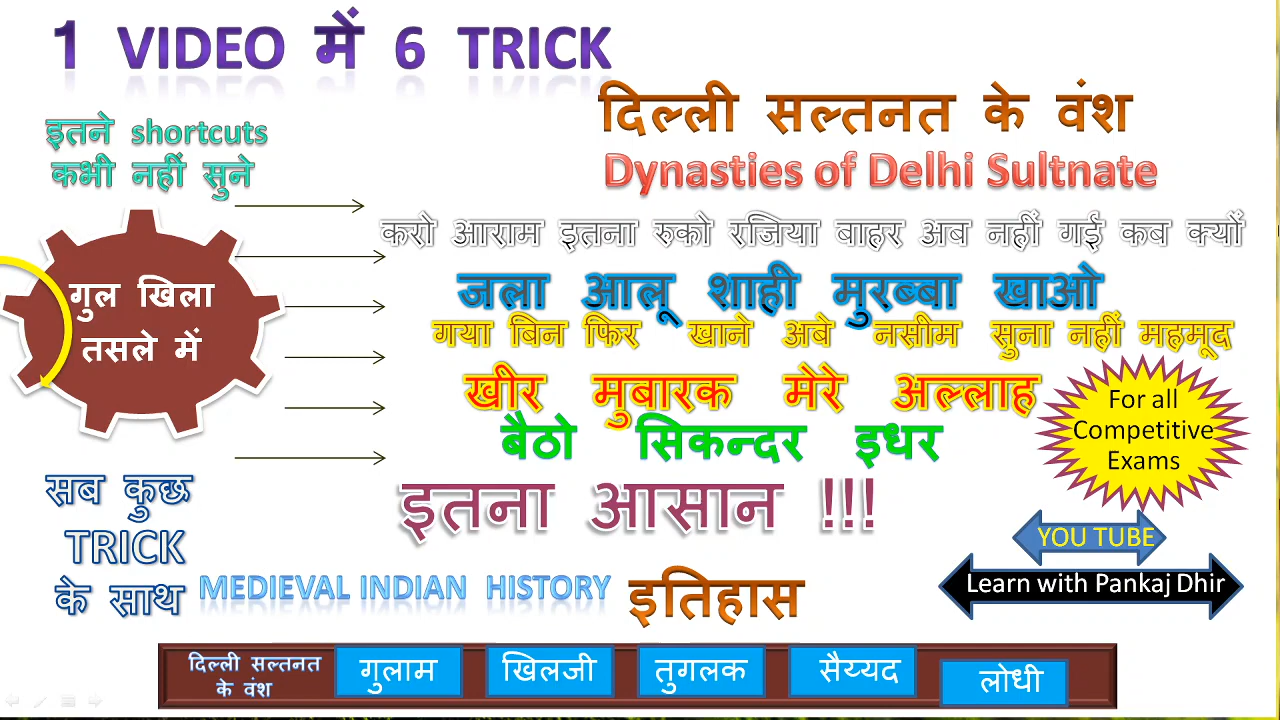 1 VIDEO में 6 TRICK
दिल्ली सल्तनत के वंश
Dynasties of Delhi Sultnate
इतने shortcuts
कभी नहीं सुने
करो आराम इतना रुको रजिया बाहर अब नहीं गई कब क्यों
गुल खिला
तसले में
जला आलू शाही मुरब्बा खाओ
गया बिन फिर खाने अबे नसीम सुना नहीं महमूद
खीर मुबारक मेरे अल्लाह
बैठो सिकन्दर इधर
For all
Competitive
Exams
सब कुछ
TRICK
के साथ
इतना आसान !!!
YOU TUBE
Learn with Pankaj Dhir
MEDIEVAL INDIAN HISTORY इतिहास
दिल्ली सल्तनत
के वंश
गुलाम खिलजी तुगलक सैय्यद लोधी